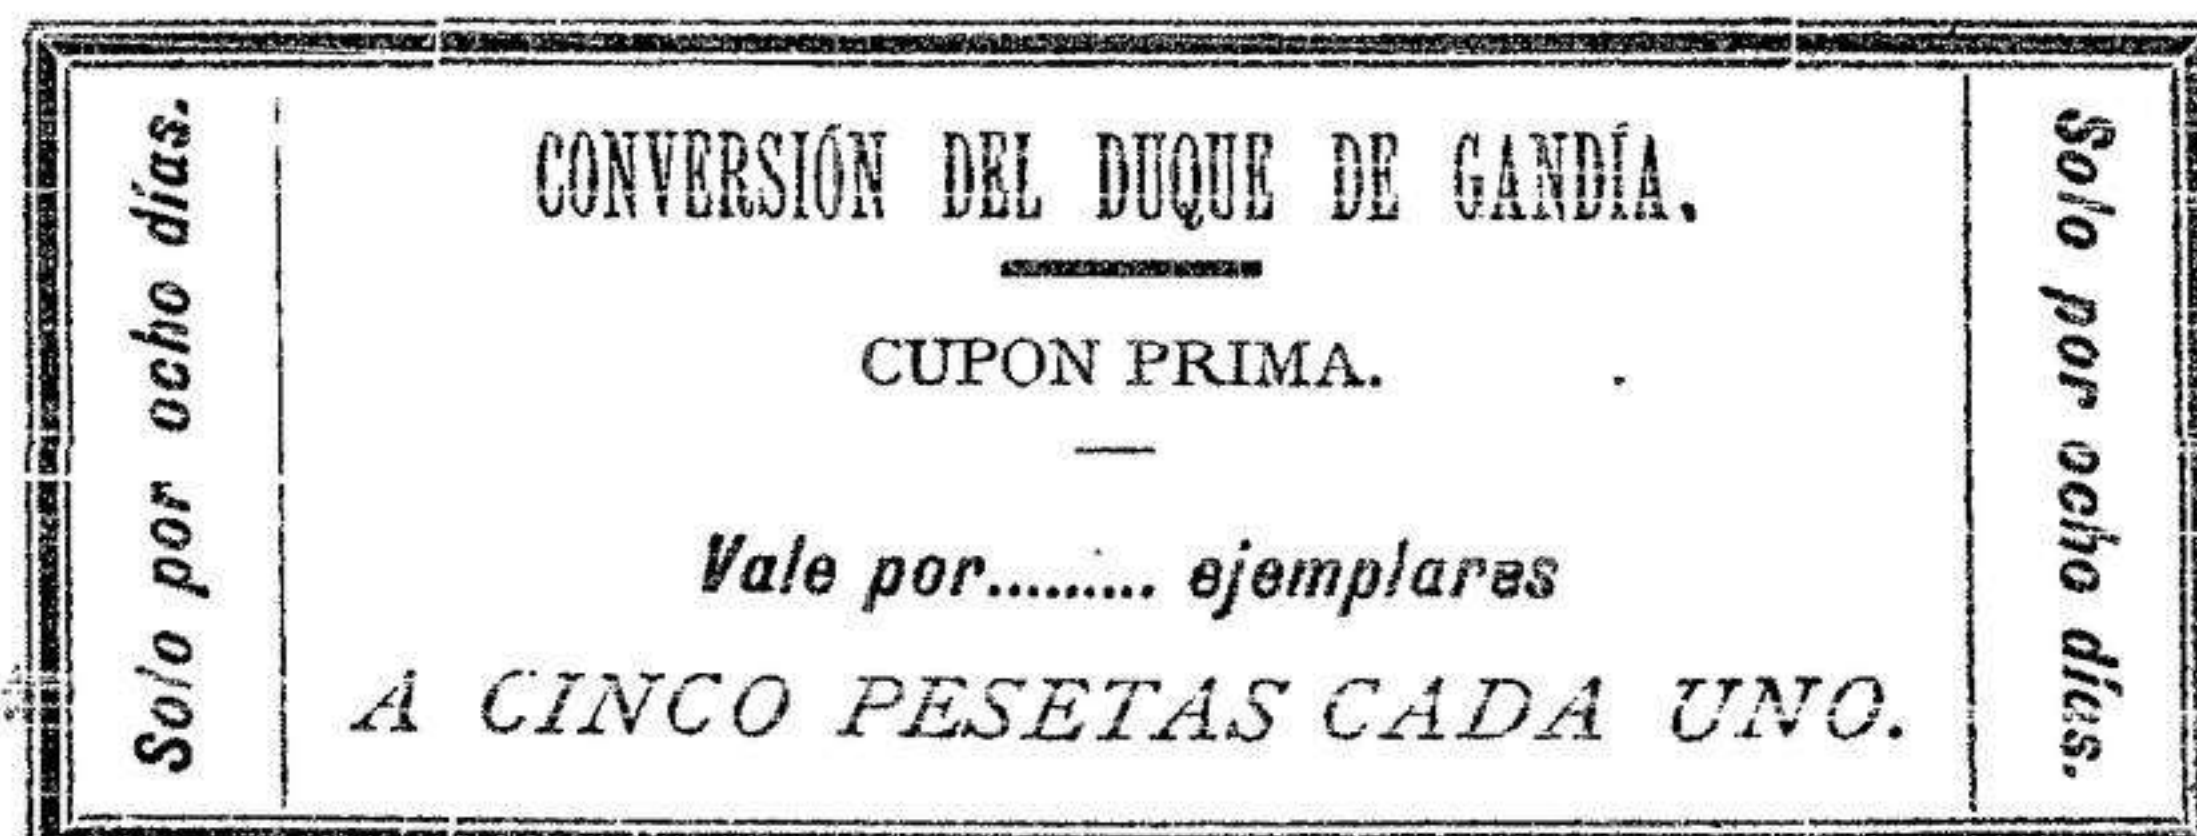 Solo por ocho días.
CONVERSIÓN DEL DUQUE DE GANDÍA.
CUPON PRIMA.
Vale por......... ejemplares
A CINCO PESETAS CADA UNO.
Solo por ocho días.